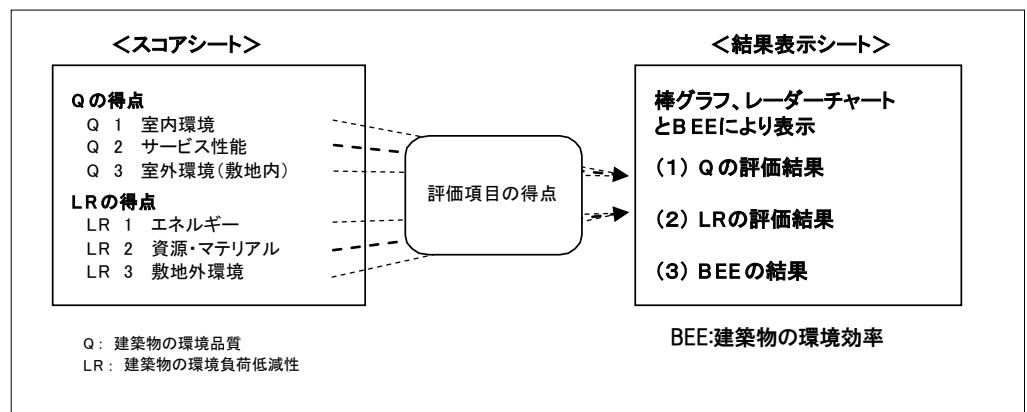 ＜スコアシート＞
Ｑの得点
Ｑ １ 室内環境
Ｑ ２ サービス性能
Ｑ ３ 室外環境（敷地内）
ＬＲの得点
ＬＲ １ エネルギー
ＬＲ ２ 資源・マテリアル
ＬＲ ３ 敷地外環境
Ｑ： 建築物の環境品質
ＬＲ： 建築物の環境負荷低減性
評価項目の得点
＜結果表示シート＞
棒グラフ、レーダーチャート
とＢＥＥにより表示
（１）Ｑの評価結果
（２）ＬＲの評価結果
（３）ＢＥＥの結果
BEE:建築物の環境効率